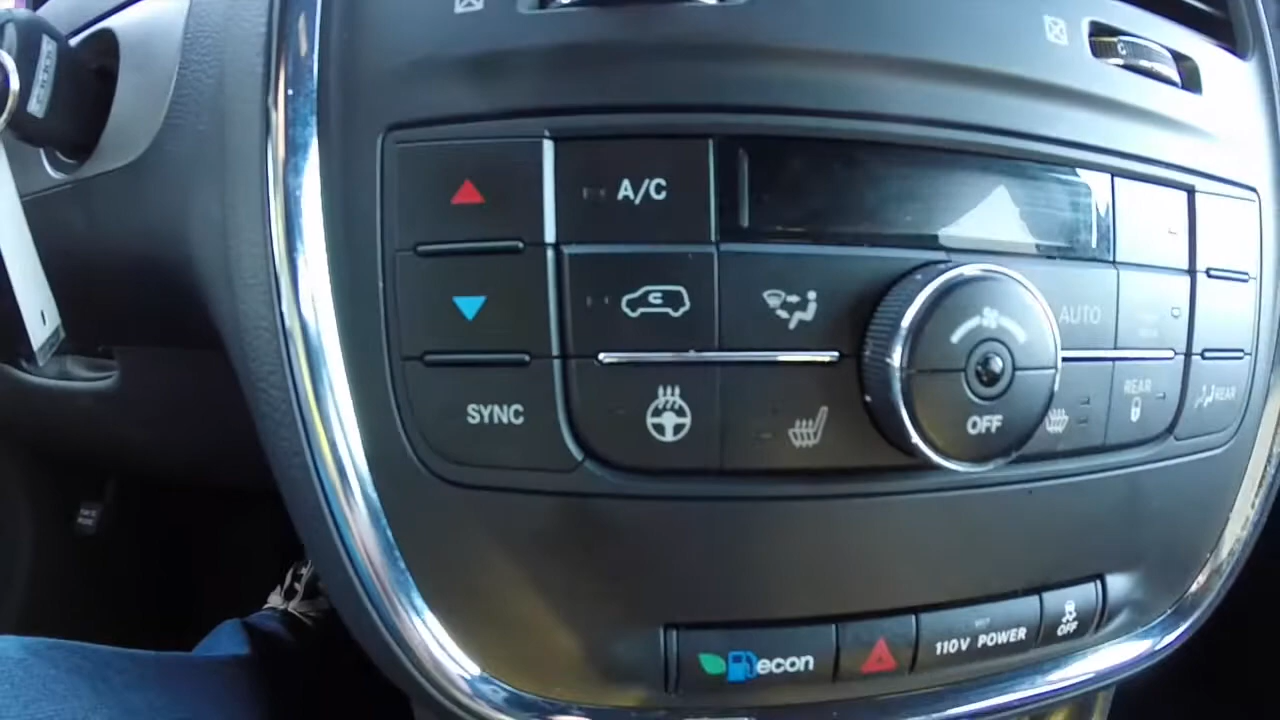 A/C
AUTO
SYNC
OFF
REAR
REAR
econ
110V POWER
OFF